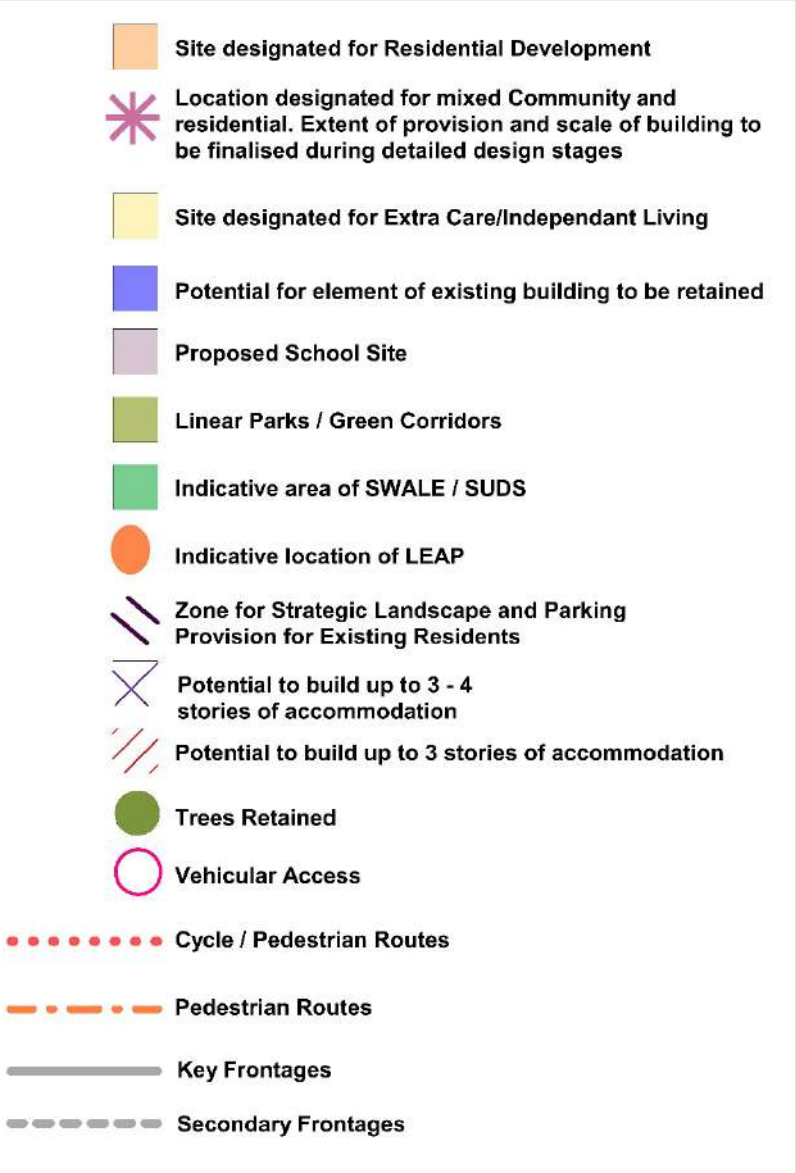 Site designated for Residential Development
Location designated for mixed Community and
residential. Extent of provision and scale of building to
be finalised during detailed design stages
Site designated for Extra Care/Independant Living
Potential for element of existing building to be retained
Proposed School Site
Linear Parks / Green Corridors
Indicative area of SWALE / SUDS
Indicative location of LEAP
Zone for Strategic Landscape and Parking
Provision for Existing Residents
Potential to build up to 3 - 4
stories of accommodation
Potential to build up to 3 stories of accommodation
Trees Retained
Vehicular Access
Cycle / Pedestrian Routes
Pedestrian Routes
Key Frontages
Secondary Frontages